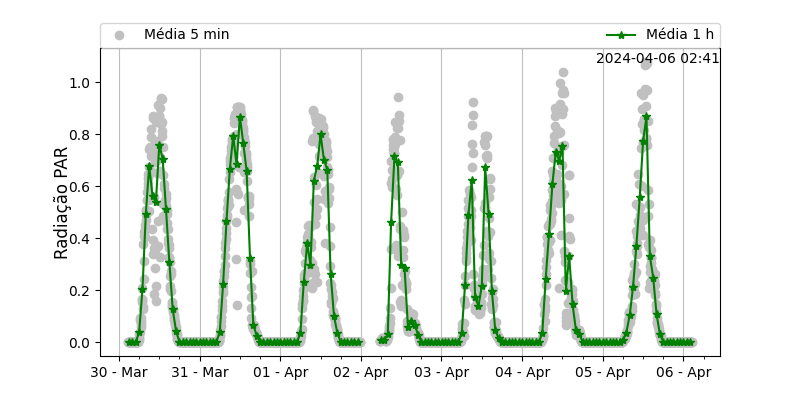 Média 5 min
Média 1 h
2024-04-06 02:41
Radiação PAR
1.0
0.8
0.6
0.4
0.2
0.0
30 - Mar
31 - Mar
01 - Apr
02 - Apr
03 - Apr
04 - Apr
05 - Apr
06 - Apr